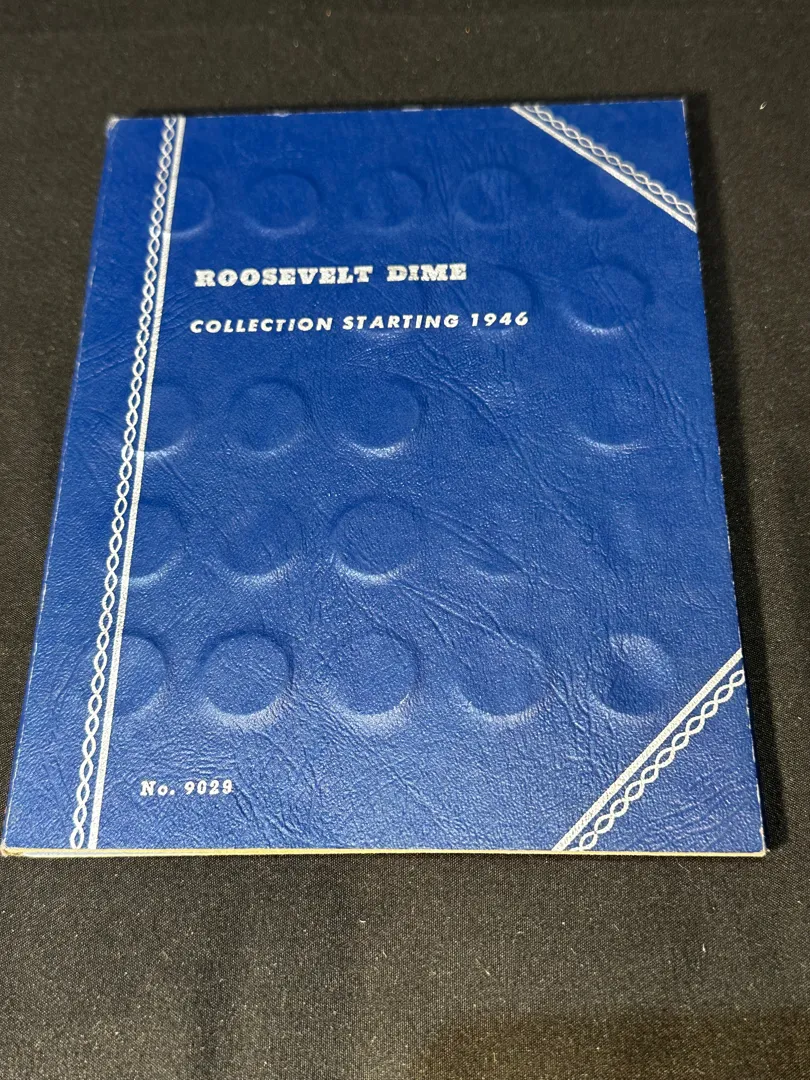 ROOSEVELT DIME
COLLECTION STARTING 1946
No. 9029